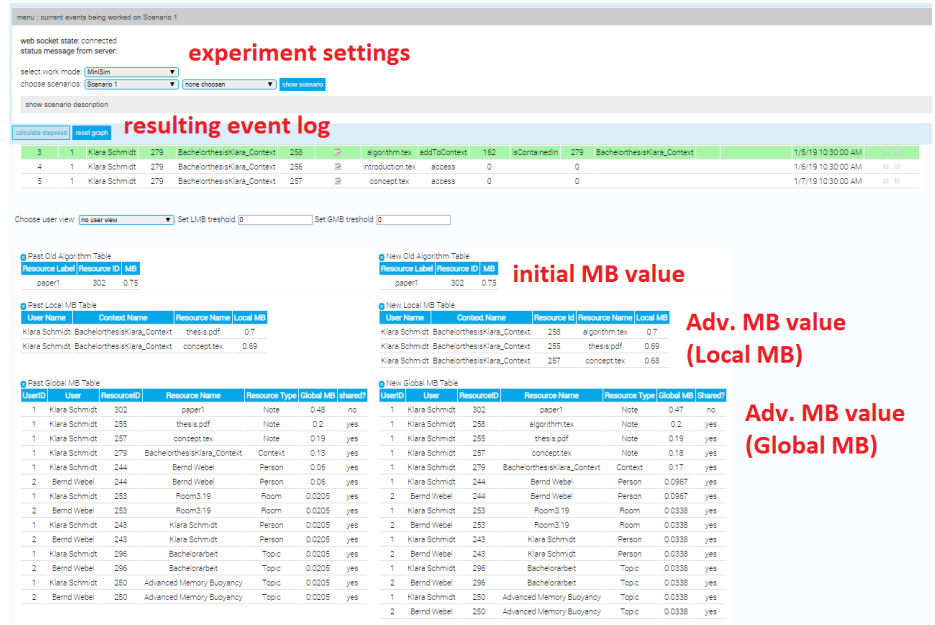 menu : current events being worked on Scenario 1
web socket state: connected
status message from server:
experiment settings
select work mode: MiniSim
choose scenarios: Scenario 1 none choosen show scenario
show scenario description
resulting event log
calculate stepwise reset graph
3 1 Klara Schmidt 279 BachelorthesisKlara_Context 258 algorithm.tex addToContext 162 isContainedIn 279 BachelorthesisKlara_Context 1/5/19 10:30:00 AM
4 1 Klara Schmidt 279 BachelorthesisKlara_Context 256 introduction.tex access 0 0 1/6/19 10:30:00 AM
5 1 Klara Schmidt 279 BachelorthesisKlara_Context 257 concept.tex access 0 0 1/7/19 10:30:00 AM
Choose user view: no user view Set LMB treshold: 0 Set GMB treshold: 0
Past Old Algorithm Table
Resource Label Resource ID MB
paper1 302 0.75
New Old Algorithm Table
Resource Label Resource ID MB
paper1 302 0.75
initial MB value
Past Local MB Table
User Name Context Name Resource Name Local MB
Klara Schmidt BachelorthesisKlara_Context thesis.pdf 0.7
Klara Schmidt BachelorthesisKlara_Context concept.tex 0.69
New Local MB Table
User Name Context Name Resource Id Resource Name Local MB
Klara Schmidt BachelorthesisKlara_Context 258 algorithm.tex 0.7
Klara Schmidt BachelorthesisKlara_Context 255 thesis.pdf 0.69
Klara Schmidt BachelorthesisKlara_Context 257 concept.tex 0.68
Adv. MB value
(Local MB)
Past Global MB Table
UserID User ResourceID Resource Name Resource Type Global MB shared?
1 Klara Schmidt 302 paper1 Note 0.48 no
1 Klara Schmidt 255 thesis.pdf Note 0.2 yes
1 Klara Schmidt 257 concept.tex Note 0.19 yes
1 Klara Schmidt 279 BachelorthesisKlara_Context Context 0.13 yes
1 Klara Schmidt 244 Bernd Webel Person 0.06 yes
2 Bernd Webel 244 Bernd Webel Person 0.06 yes
1 Klara Schmidt 253 Room3.19 Room 0.0205 yes
2 Bernd Webel 253 Room3.19 Room 0.0205 yes
1 Klara Schmidt 243 Klara Schmidt Person 0.0205 yes
2 Bernd Webel 243 Klara Schmidt Person 0.0205 yes
1 Klara Schmidt 296 Bachelorarbeit Topic 0.0205 yes
2 Bernd Webel 296 Bachelorarbeit Topic 0.0205 yes
1 Klara Schmidt 250 Advanced Memory Buoyancy Topic 0.0205 yes
2 Bernd Webel 250 Advanced Memory Buoyancy Topic 0.0205 yes
New Global MB Table
UserID User ResourceID Resource Name Resource Type Global MB Shared?
1 Klara Schmidt 302 paper1 Note 0.47 no
1 Klara Schmidt 258 algorithm.tex Note 0.2 yes
1 Klara Schmidt 255 thesis.pdf Note 0.19 yes
1 Klara Schmidt 257 concept.tex Note 0.18 yes
1 Klara Schmidt 279 BachelorthesisKlara_Context Context 0.17 yes
1 Klara Schmidt 244 Bernd Webel Person 0.0967 yes
2 Bernd Webel 244 Bernd Webel Person 0.0967 yes
1 Klara Schmidt 253 Room3.19 Room 0.0338 yes
2 Bernd Webel 253 Room3.19 Room 0.0338 yes
1 Klara Schmidt 243 Klara Schmidt Person 0.0338 yes
2 Bernd Webel 243 Klara Schmidt Person 0.0338 yes
1 Klara Schmidt 296 Bachelorarbeit Topic 0.0338 yes
2 Bernd Webel 296 Bachelorarbeit Topic 0.0338 yes
1 Klara Schmidt 250 Advanced Memory Buoyancy Topic 0.0338 yes
2 Bernd Webel 250 Advanced Memory Buoyancy Topic 0.0338 yes
Adv. MB value
(Global MB)